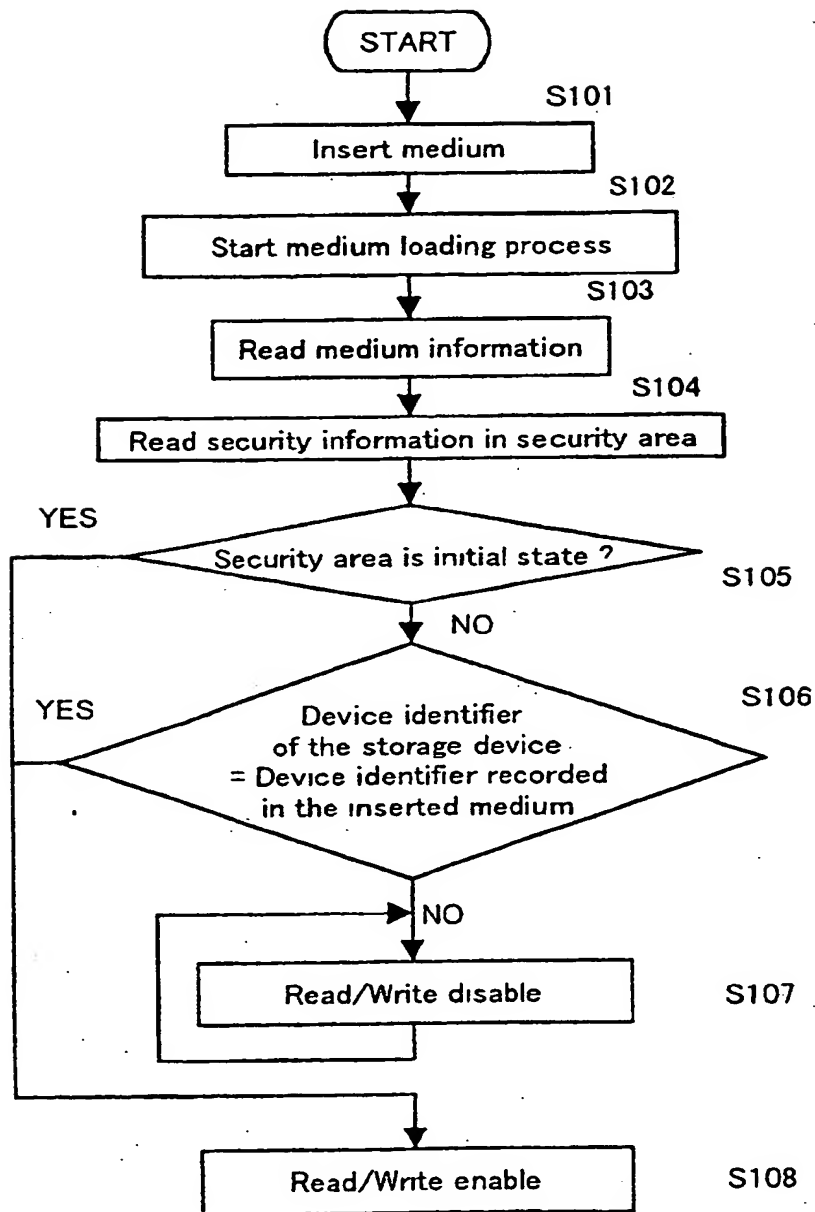 START
S101
Insert medium
S102
Start medium loading process
S103
Read medium information
S104
Read security information in security area
YES
Security area is initial state ?
S105
NO
YES
S106
Device identifier
of the storage device
= Device identifier recorded
in the inserted medium
NO
Read/Write disable
S107
Read/Write enable
S108